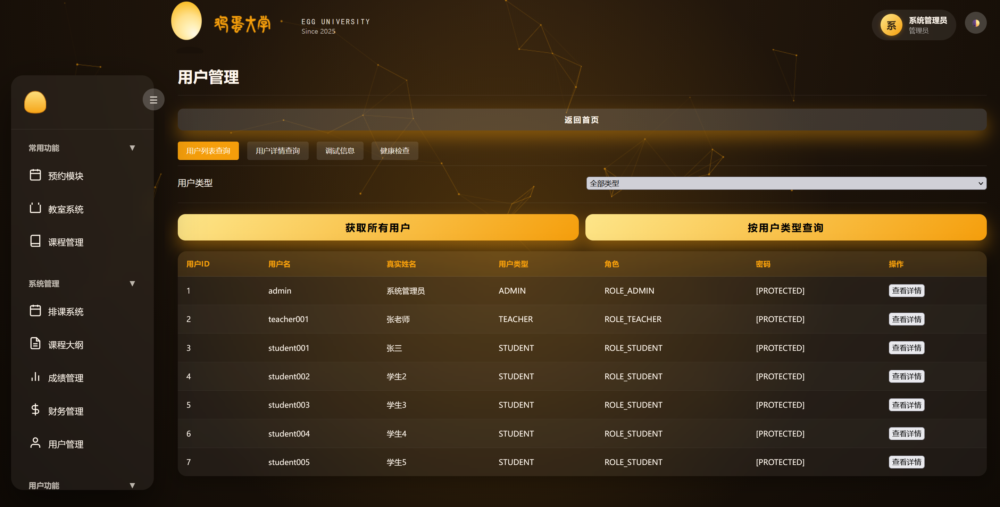 鸡蛋大学
EGG UNIVERSITY
Since 2025
系
系统管理员
管理员
常用功能
预约模块
教室系统
课程管理
系统管理
排课系统
课程大纲
成绩管理
财务管理
用户管理
用户功能
用户管理
返回首页
用户列表查询 用户详情查询 调试信息 健康检查
用户类型 全部类型
获取所有用户 按用户类型查询
用户ID 用户名 真实姓名 用户类型 角色 密码 操作
1 admin 系统管理员 ADMIN ROLE_ADMIN [PROTECTED] 查看详情
2 teacher001 张老师 TEACHER ROLE_TEACHER [PROTECTED] 查看详情
3 student001 张三 STUDENT ROLE_STUDENT [PROTECTED] 查看详情
4 student002 学生2 STUDENT ROLE_STUDENT [PROTECTED] 查看详情
5 student003 学生3 STUDENT ROLE_STUDENT [PROTECTED] 查看详情
6 student004 学生4 STUDENT ROLE_STUDENT [PROTECTED] 查看详情
7 student005 学生5 STUDENT ROLE_STUDENT [PROTECTED] 查看详情